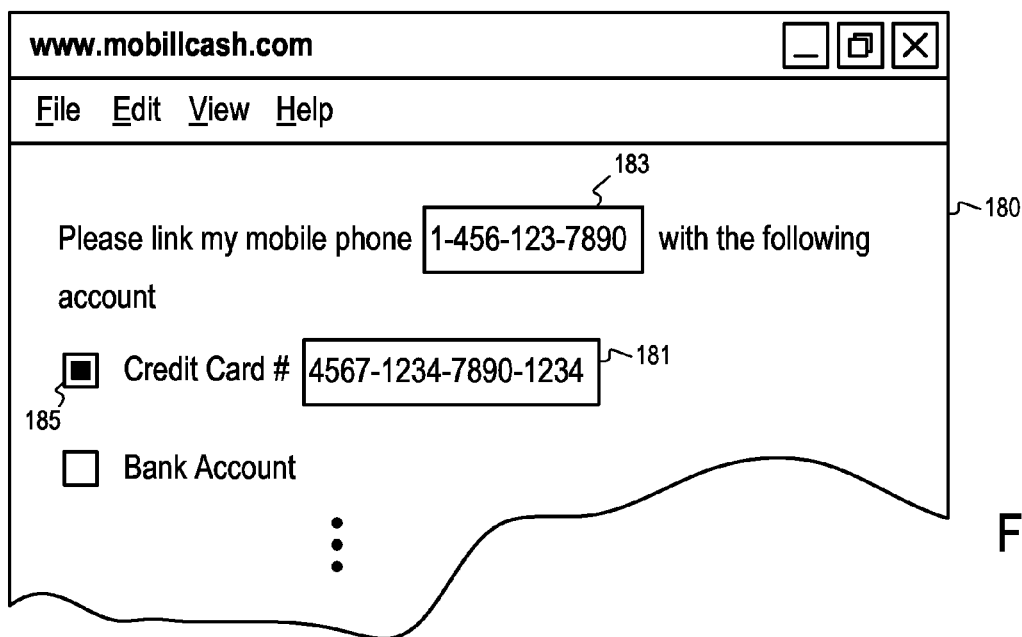 www.mobillcash.com
File Edit View Help
183
180
Please link my mobile phone 1-456-123-7890 with the following
account
Credit Card # 4567-1234-7890-1234 181
185
Bank Account
F